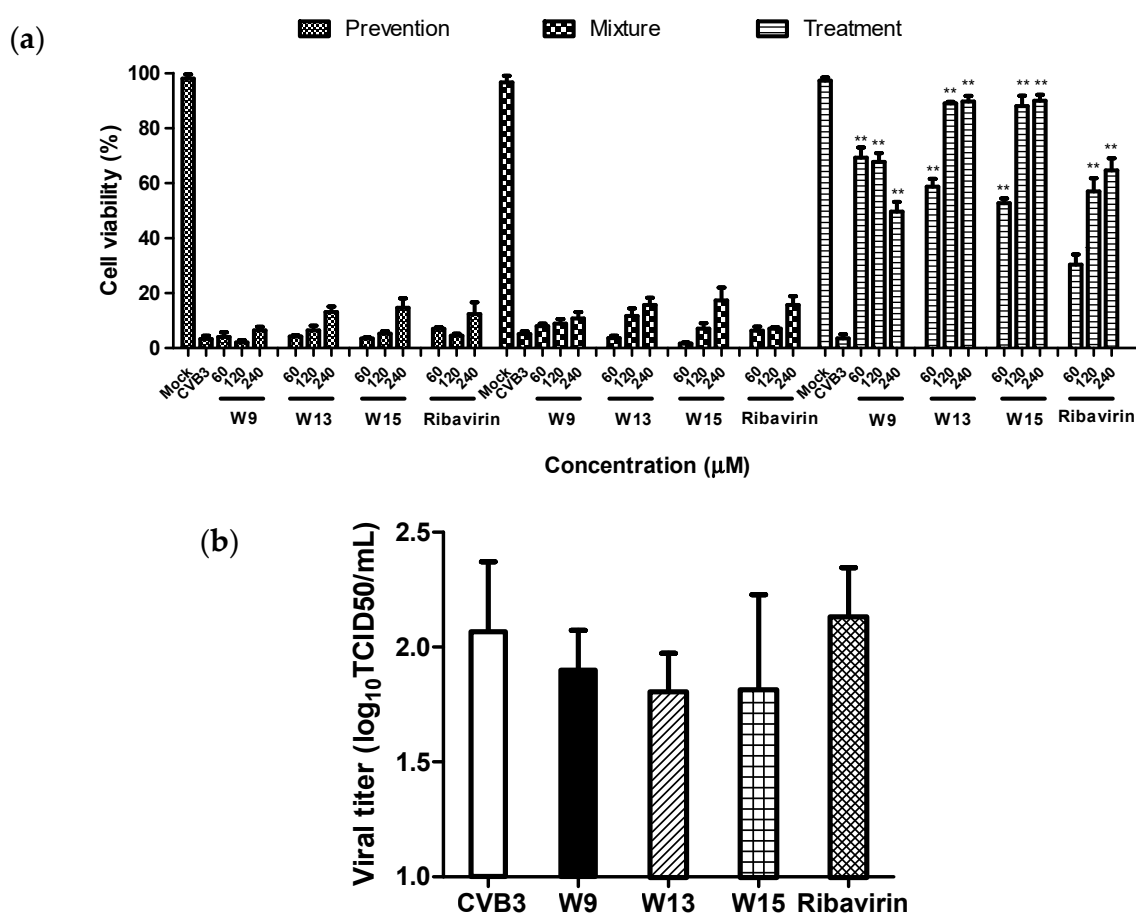 (a)
Prevention Mixture Treatment
Cell viability (%)
100
80
60
40
20
0
** ** ** ** ** ** ** ** ** ** **
Mock CVB3 60 120 240 60 120 240 60 120 240 60 120 240 Mock CVB3 60 120 240 60 120 240 60 120 240 60 120 240 Mock CVB3 60 120 240 60 120 240 60 120 240 60 120 240
W9 W13 W15 Ribavirin W9 W13 W15 Ribavirin W9 W13 W15 Ribavirin
Concentration (μM)
(b)
Viral titer (log10TCID50/mL)
2.5
2.0
1.5
1.0
CVB3 W9 W13 W15 Ribavirin